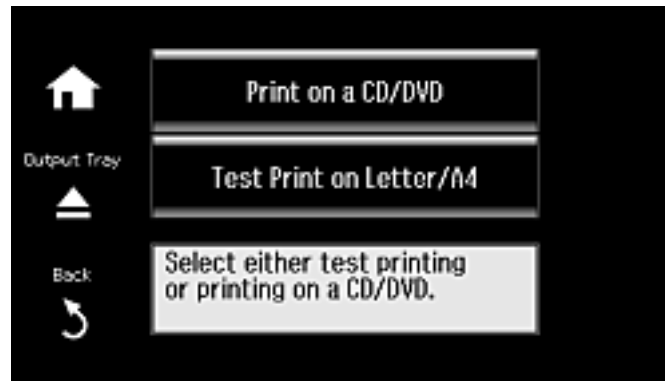 Print on a CD/DVD
Output Tray
Test Print on Letter/A4
Back
Select either test printing
or printing on a CD/DVD.